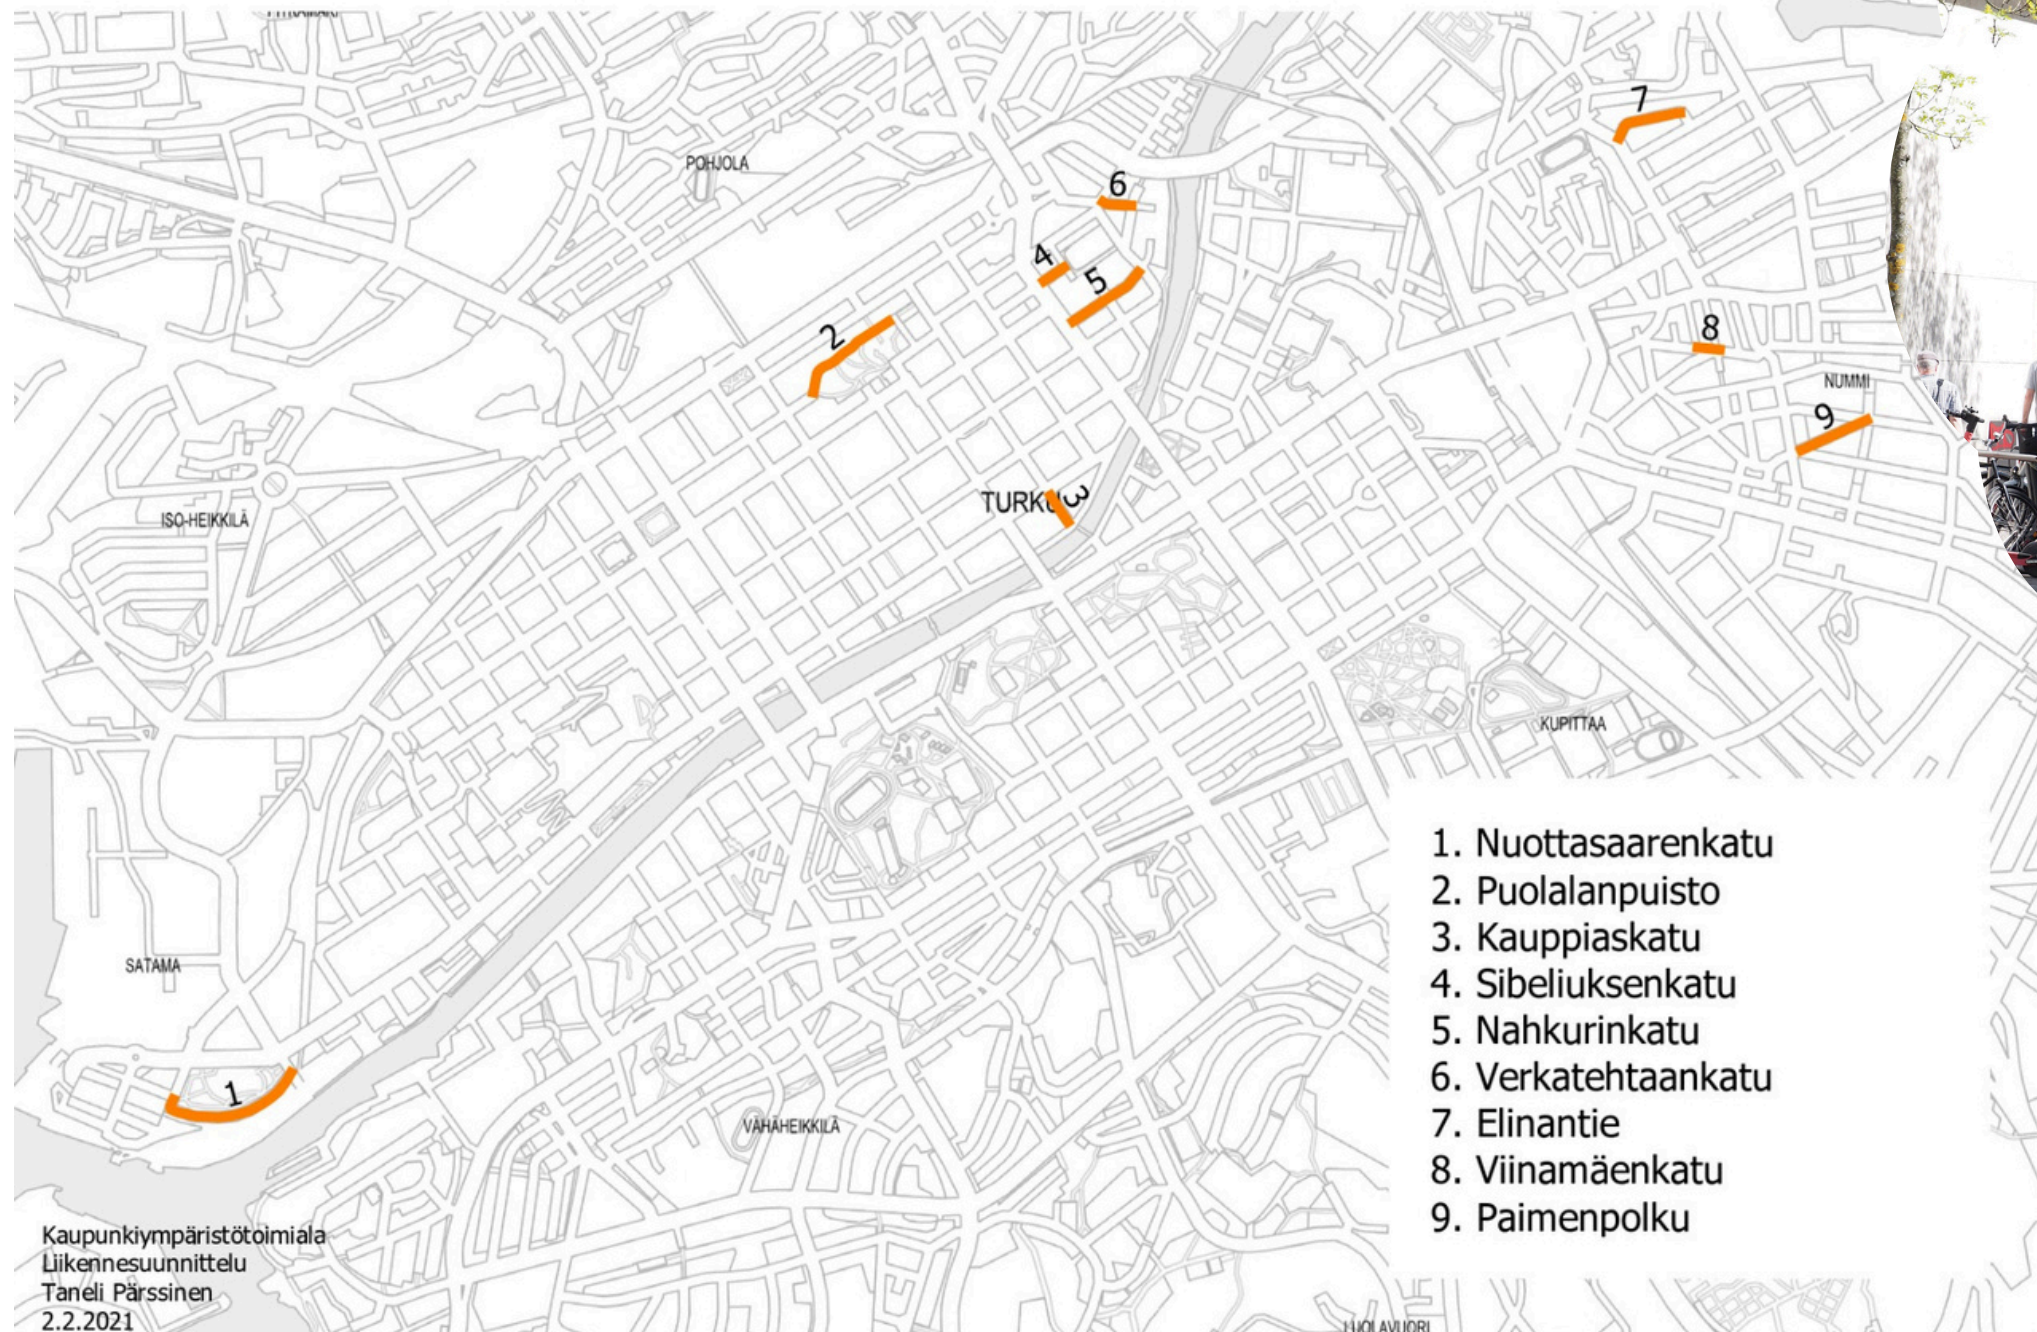 POHJOLA
7
6
4
5
2
8
NUMMI
9
TURKU
3
ISO-HEIKKILÄ
KUPITTAA
1. Nuottasaarenkatu
2. Puolalanpuisto
3. Kauppiaskatu
4. Sibeliuksenkatu
5. Nahkurinkatu
6. Verkatehtaankatu
7. Elinantie
8. Viinamäenkatu
9. Paimenpolku
SATAMA
1
VÄHÄHEIKKILÄ
Kaupunkiympäristötoimiala
Liikennesuunnittelu
Taneli Pärssinen
2.2.2021